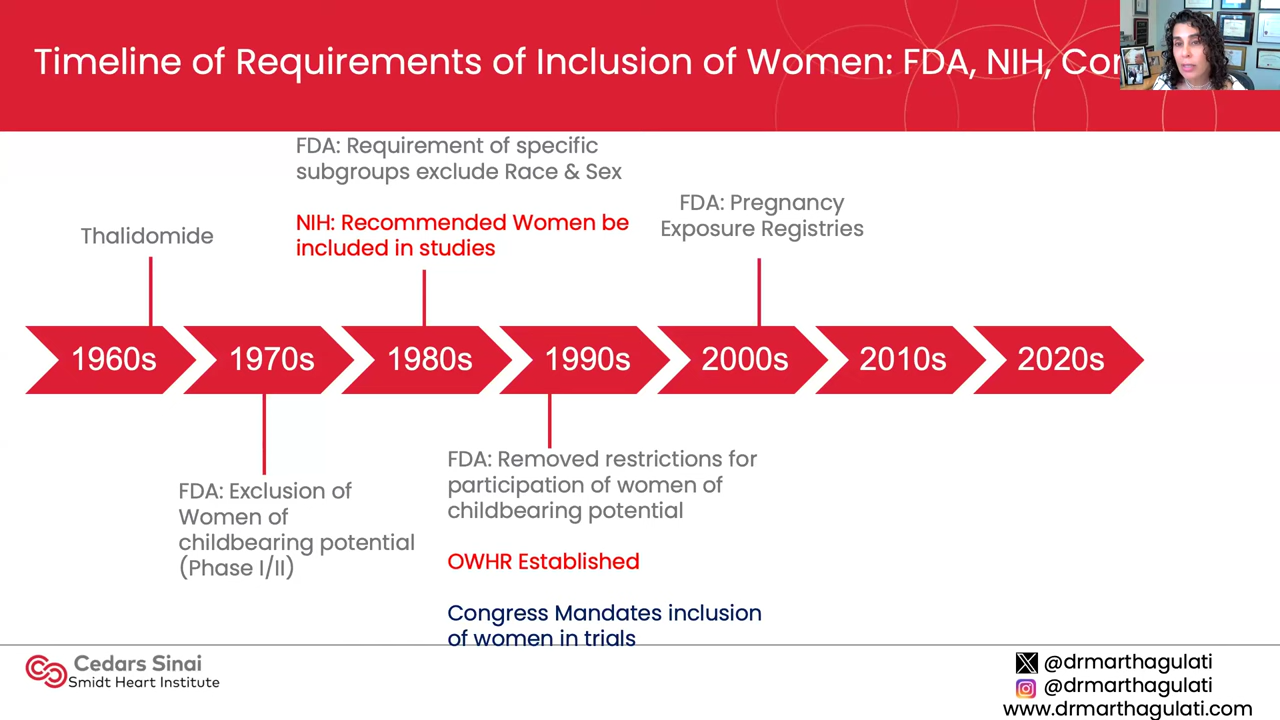 Timeline of Requirements of Inclusion of Women: FDA, NIH, Con
FDA: Requirement of specific
subgroups exclude Race & Sex
NIH: Recommended Women be
included in studies
Thalidomide
FDA: Pregnancy
Exposure Registries
1960s
1970s
1980s
1990s
2000s
2010s
2020s
FDA: Exclusion of
Women of
childbearing potential
(Phase I/II)
FDA: Removed restrictions for
participation of women of
childbearing potential
OWHR Established
Congress Mandates inclusion
of women in trials
Cedars Sinai
Smidt Heart Institute
@drmarthagulati
@drmarthagulati
www.drmarthagulati.com